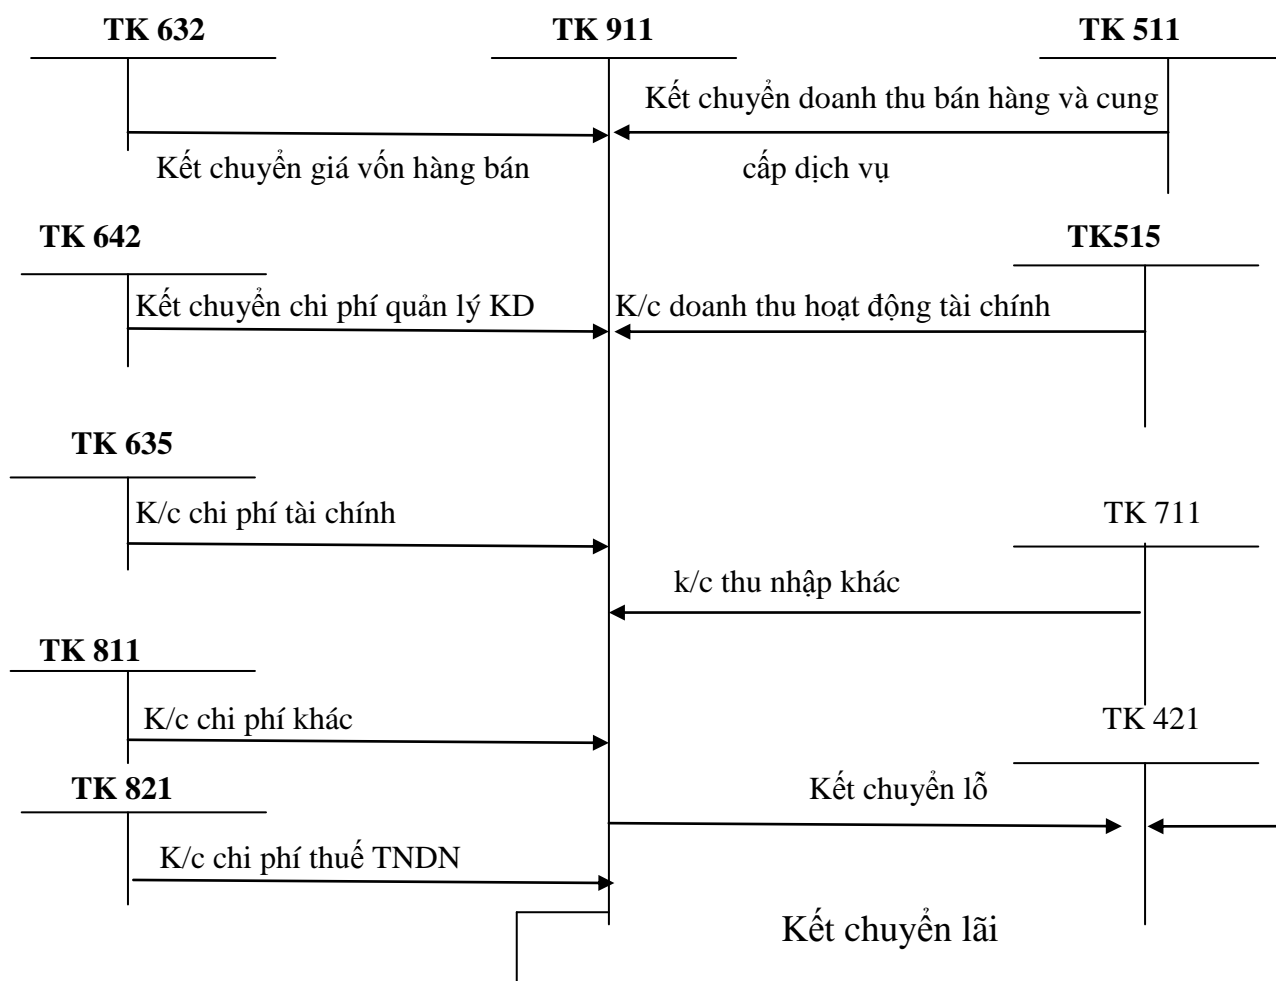 TK 632
TK 911
TK 511
Kết chuyển doanh thu bán hàng và cung
Kết chuyển giá vốn hàng bán
cấp dịch vụ
TK 642
TK515
Kết chuyển chi phí quản lý KD
K/c doanh thu hoạt động tài chính
TK 635
K/c chi phí tài chính
TK 711
k/c thu nhập khác
TK 811
K/c chi phí khác
TK 421
TK 821
Kết chuyển lỗ
K/c chi phí thuế TNDN
Kết chuyển lãi